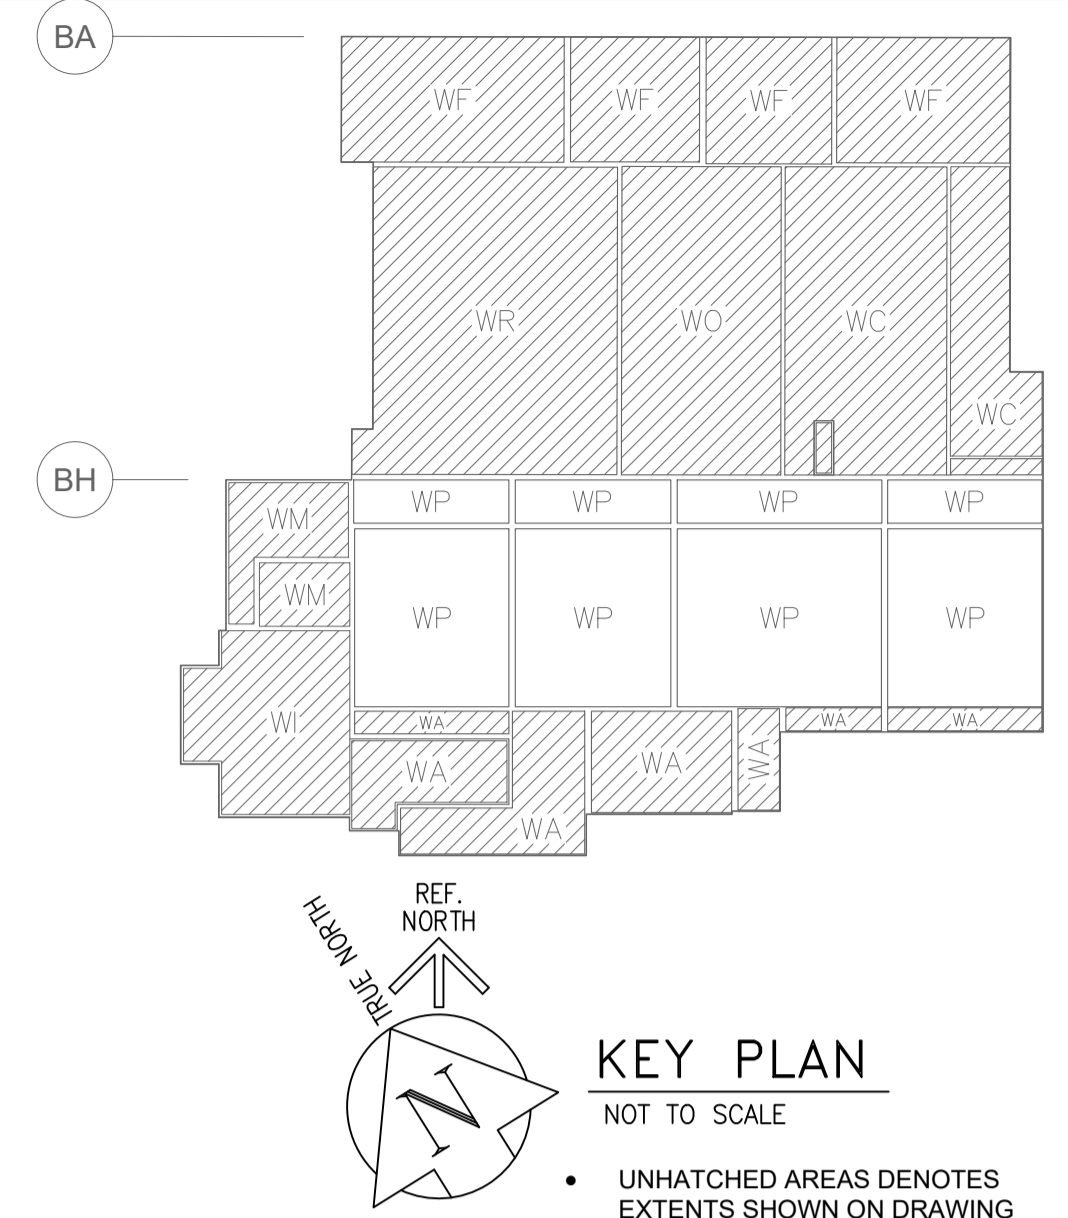 BA
WF WF WF WF
WR WO WC
WC
BH
WP WP WP WP
WM
WM
WP WP WP WP
WI
WA WA WA
WA WA WA
WA
REF.
NORTH
TRUE NORTH
N
KEY PLAN
NOT TO SCALE
• UNHATCHED AREAS DENOTES
EXTENTS SHOWN ON DRAWING